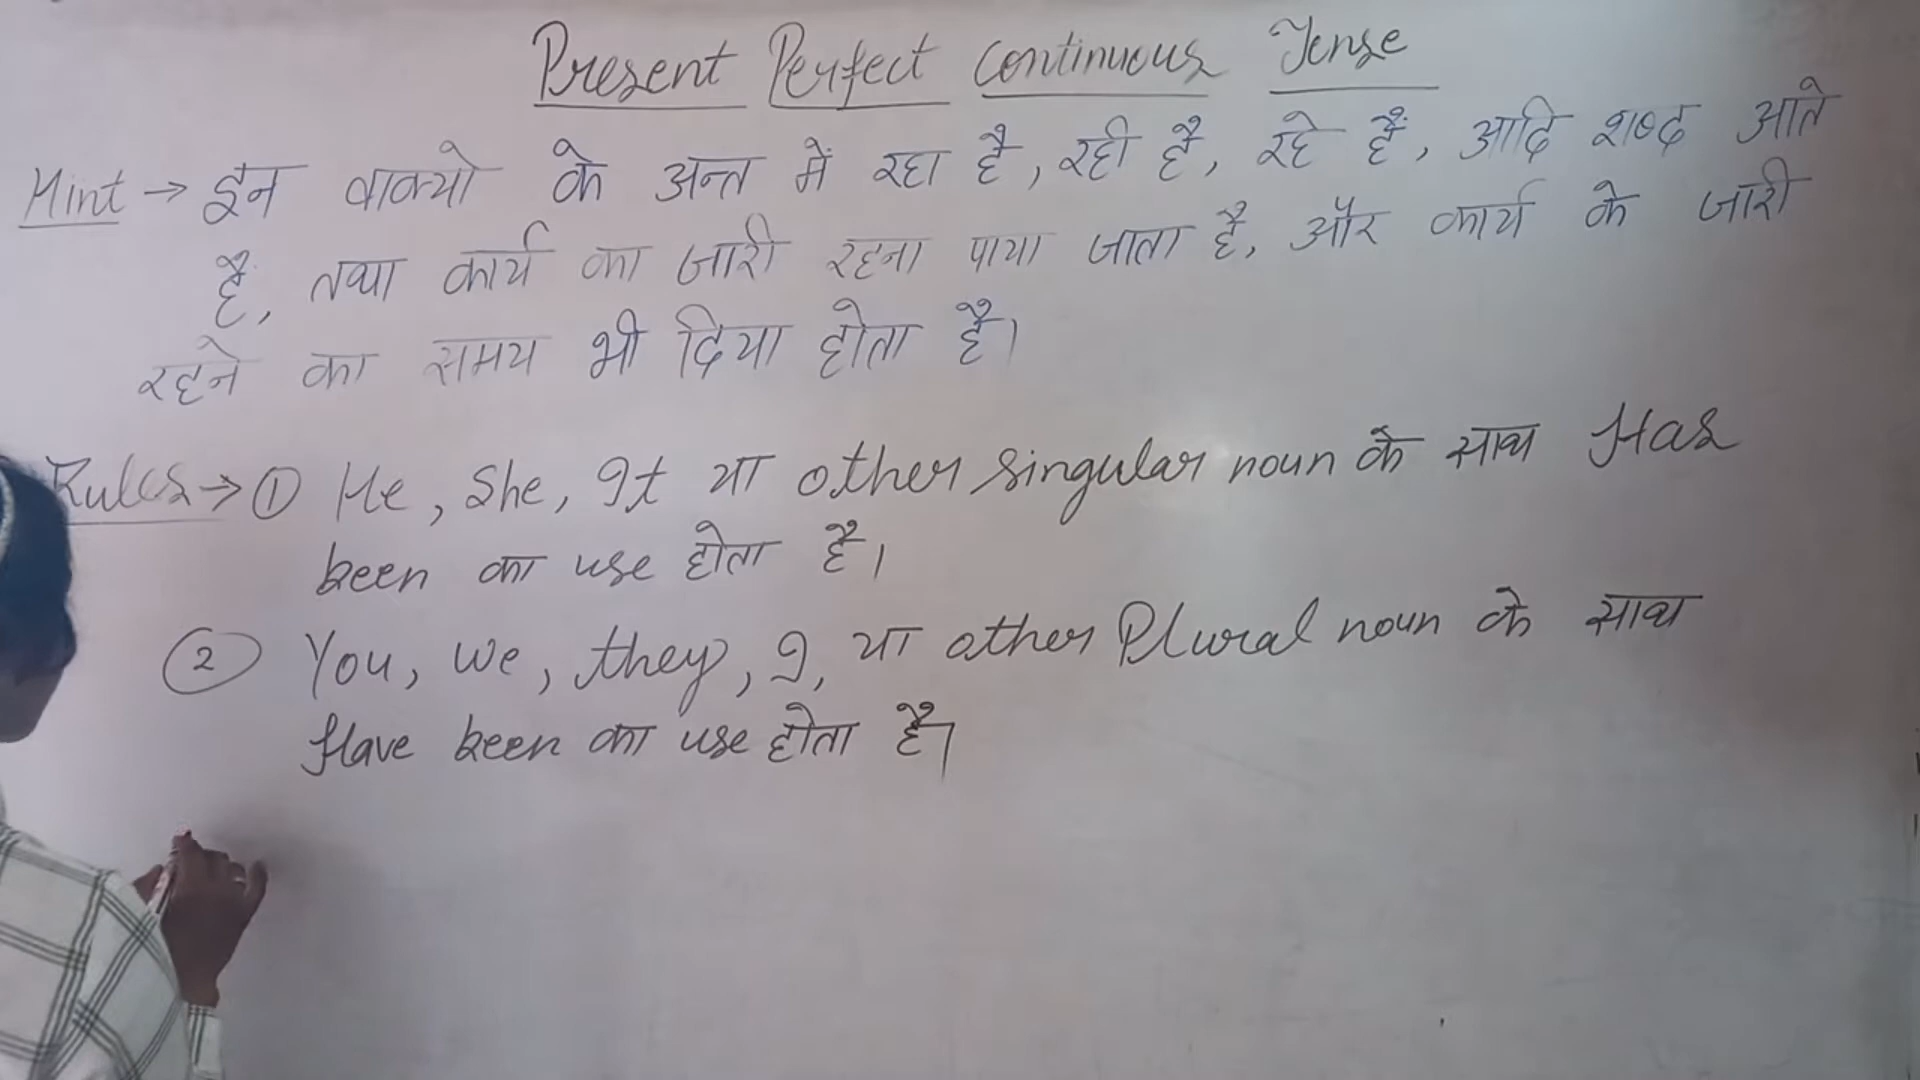 Present Perfect Continuous Tense
Hint → इन वाक्यो के अन्त में रहा है, रही है, रहे हैं, आदि शब्द आते
है, तथा कार्य का जारी रहना पाया जाता है, और कार्य के जारी
रहने का समय भी दिया होता है।
Rules → ① He, She, It या other singular noun के साथ Has
been का use होता है।
② You, we, they, I, या other Plural noun के साथ
Have been का use होता है।